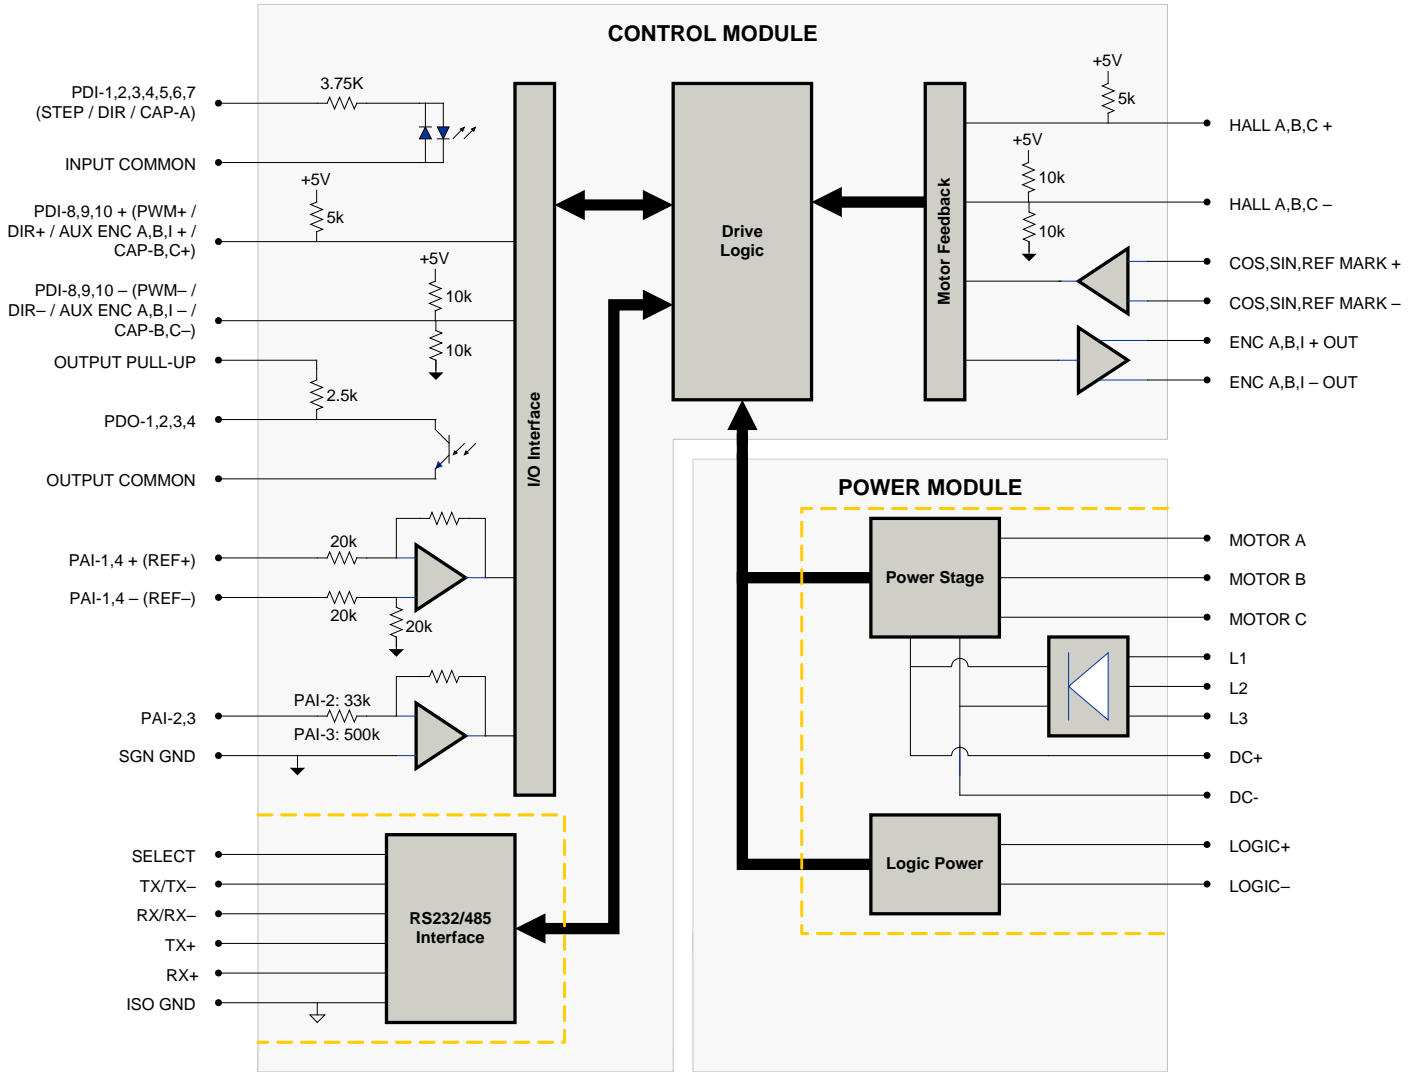 CONTROL MODULE
PDI-1,2,3,4,5,6,7
(STEP / DIR / CAP-A)
3.75K
INPUT COMMON
+5V
5k
PDI-8,9,10 + (PWM+ /
DIR+ / AUX ENC A,B,I + /
CAP-B,C+)
+5V
10k
10k
PDI-8,9,10 – (PWM– /
DIR– / AUX ENC A,B,I – /
CAP-B,C–)
OUTPUT PULL-UP
2.5k
PDO-1,2,3,4
OUTPUT COMMON
PAI-1,4 + (REF+)
20k
PAI-1,4 – (REF–)
20k
20k
PAI-2,3
PAI-2: 33k
PAI-3: 500k
SGN GND
I/O Interface
SELECT
TX/TX–
RX/RX–
TX+
RX+
ISO GND
RS232/485
Interface
Drive
Logic
Motor Feedback
+5V
5k
HALL A,B,C +
+5V
10k
10k
HALL A,B,C –
COS,SIN,REF MARK +
COS,SIN,REF MARK –
ENC A,B,I + OUT
ENC A,B,I – OUT
POWER MODULE
Power Stage
MOTOR A
MOTOR B
MOTOR C
L1
L2
L3
DC+
DC-
Logic Power
LOGIC+
LOGIC–